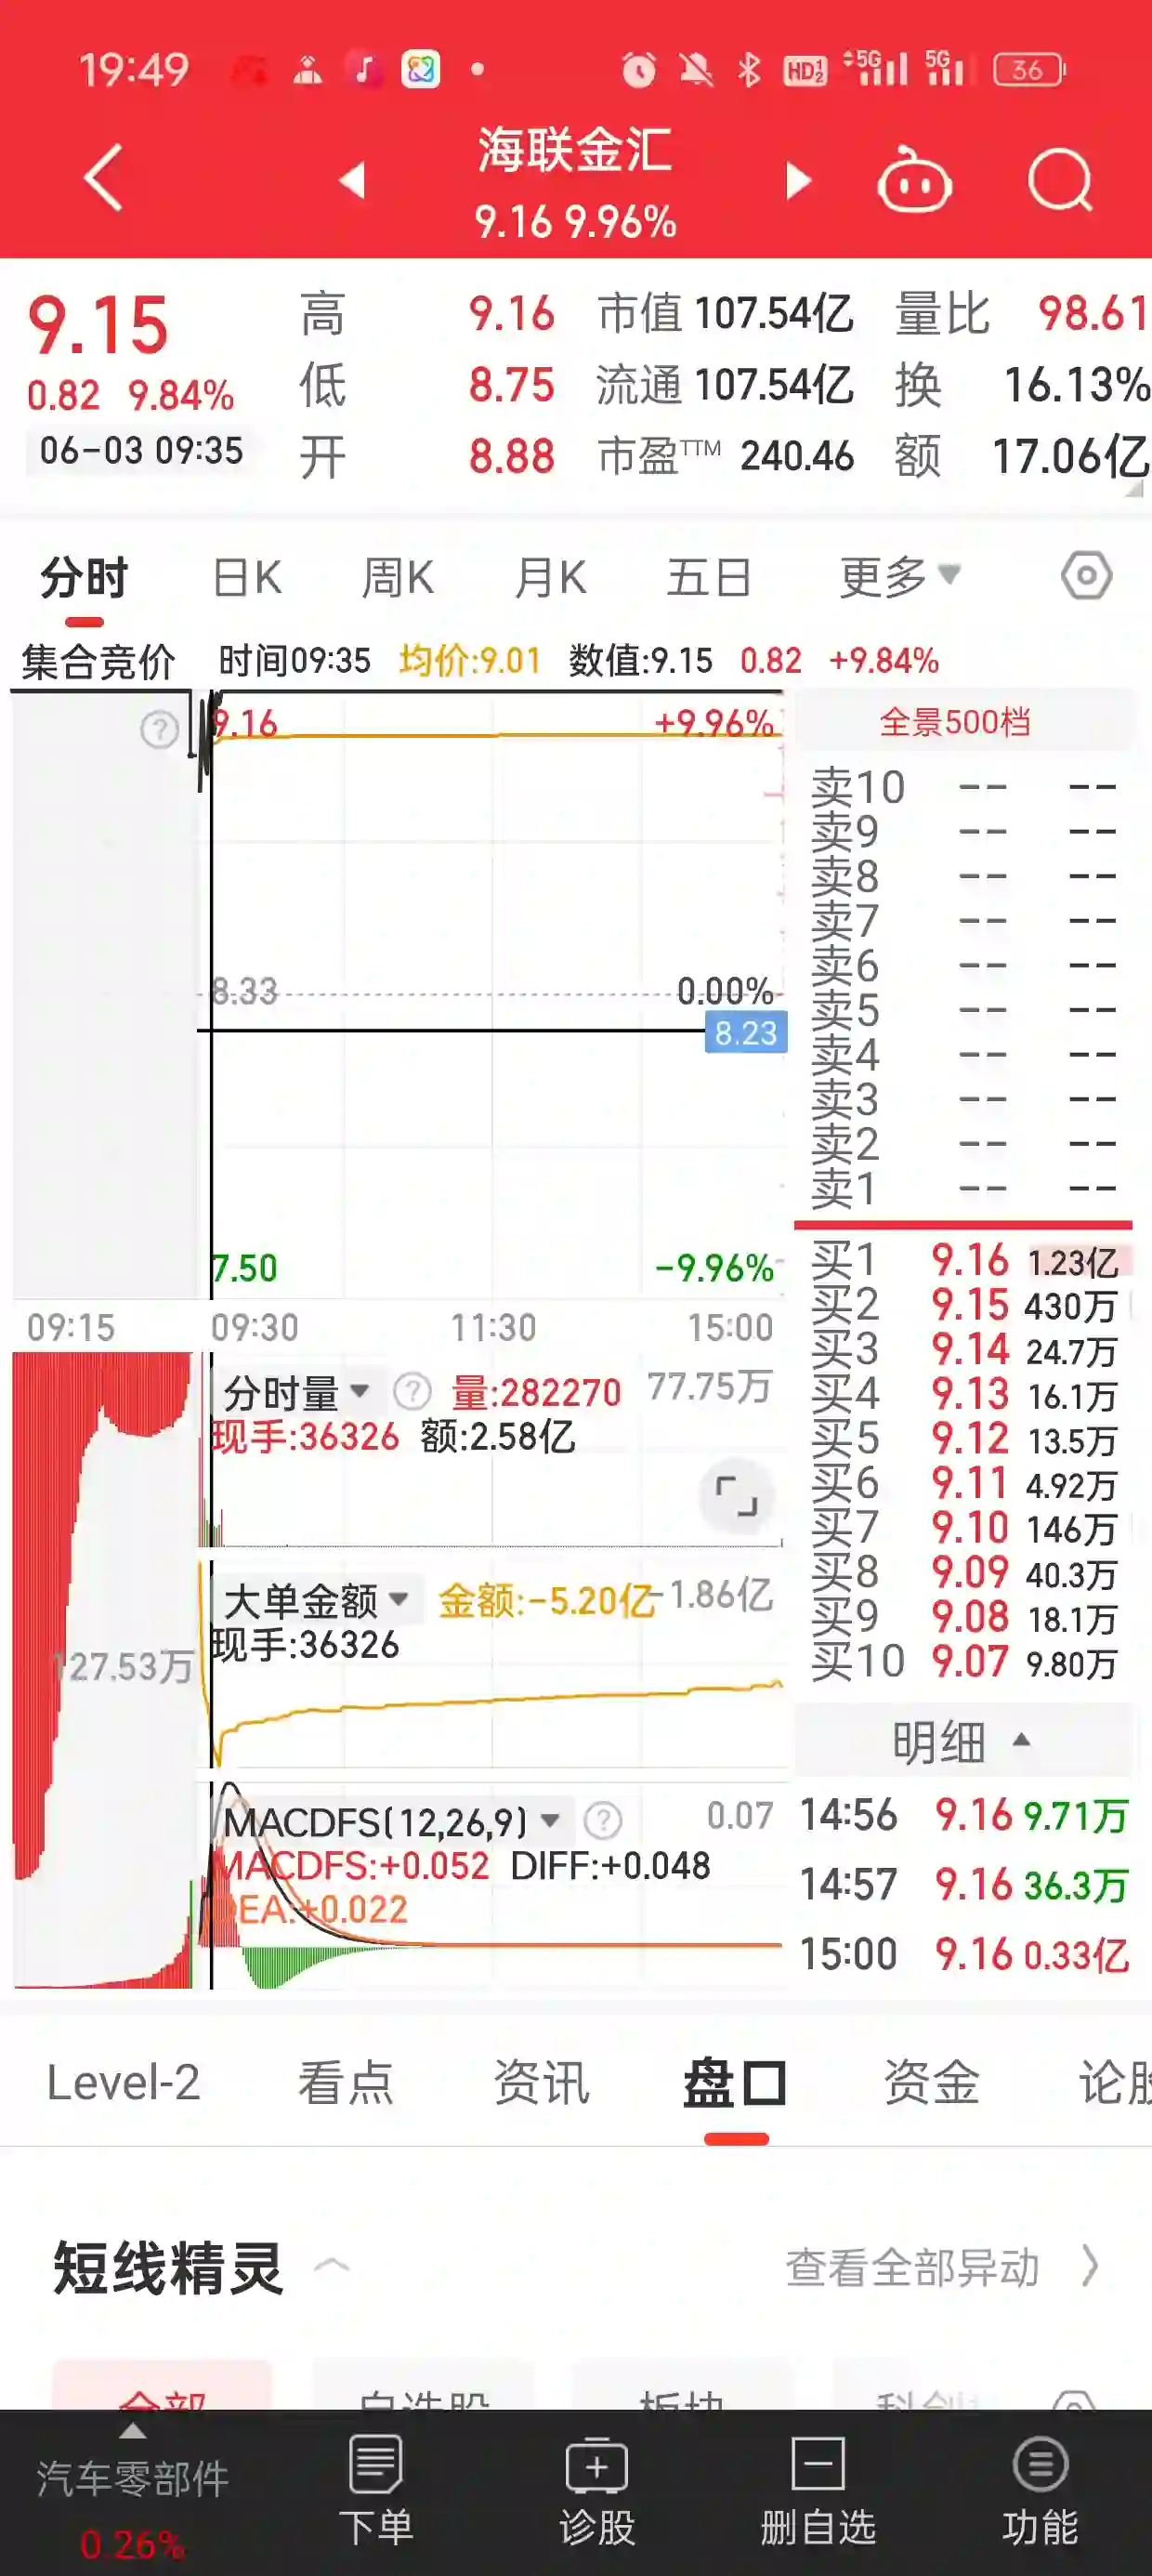 19:49 HD 5G 5G 36
海联金汇
9.16 9.96%
9.15 高 9.16 市值 107.54亿 量比 98.61
0.82 9.84% 低 8.75 流通 107.54亿 换 16.13%
06-03 09:35 开 8.88 市盈TTM 240.46 额 17.06亿
分时 日K 周K 月K 五日 更多
集合竞价 时间09:35 均价:9.01 数值:9.15 0.82 +9.84%
9.16 +9.96%
8.33 0.00%
8.23
7.50 -9.96%
09:15 09:30 11:30 15:00
分时量 量:282270 77.75万
现手:36326 额:2.58亿
大单金额 金额:-5.20亿 -1.86亿
现手:36326
127.53万
MACDFS(12,26,9) 0.07
MACDFS:+0.052 DIFF:+0.048
DEA:+0.022
全景500档
卖10 -- --
卖9 -- --
卖8 -- --
卖7 -- --
卖6 -- --
卖5 -- --
卖4 -- --
卖3 -- --
卖2 -- --
卖1 -- --
买1 9.16 1.23亿
买2 9.15 430万
买3 9.14 24.7万
买4 9.13 16.1万
买5 9.12 13.5万
买6 9.11 4.92万
买7 9.10 146万
买8 9.09 40.3万
买9 9.08 18.1万
买10 9.07 9.80万
明细
14:56 9.16 9.71万
14:57 9.16 36.3万
15:00 9.16 0.33亿
Level-2 看点 资讯 盘口 资金 论股
短线精灵 查看全部异动
全部 自选股 板块 科创
汽车零部件 下单 诊股 删自选 功能
0.26%